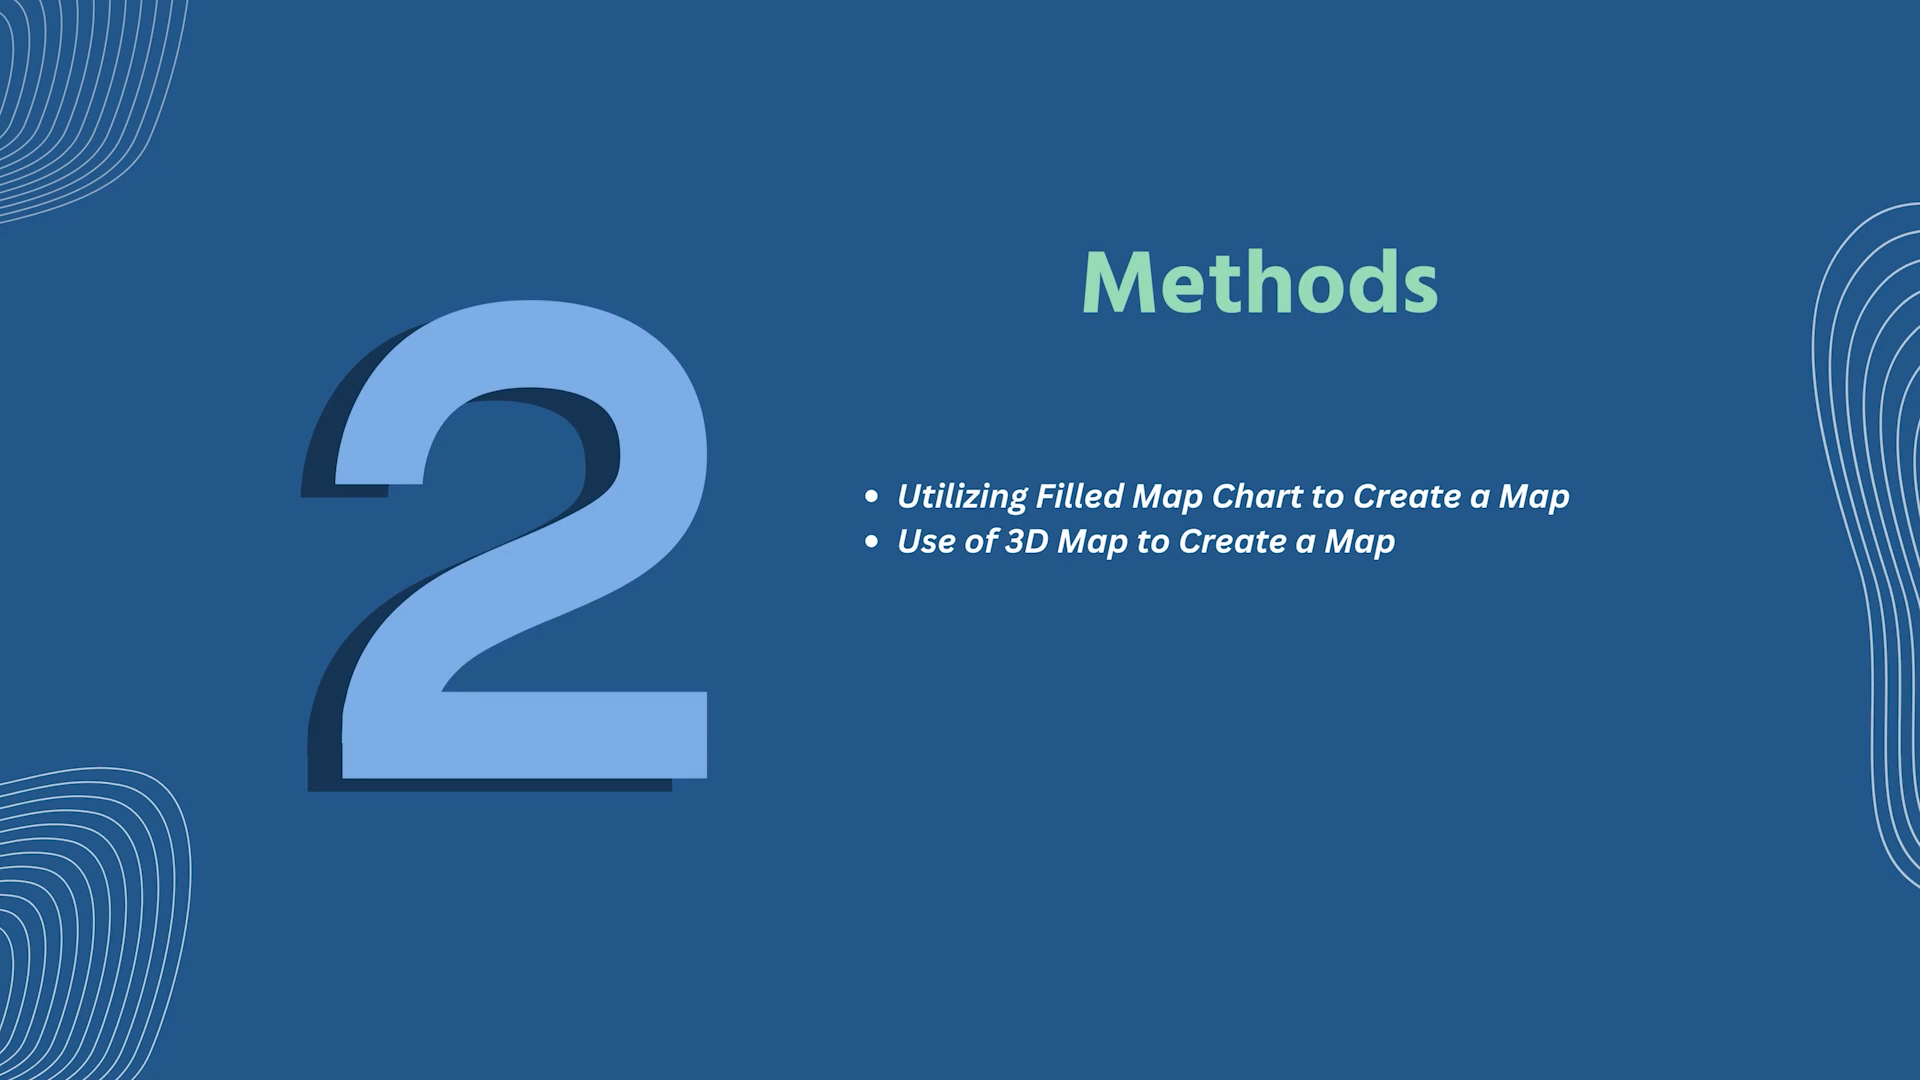 2
Methods
• Utilizing Filled Map Chart to Create a Map
• Use of 3D Map to Create a Map